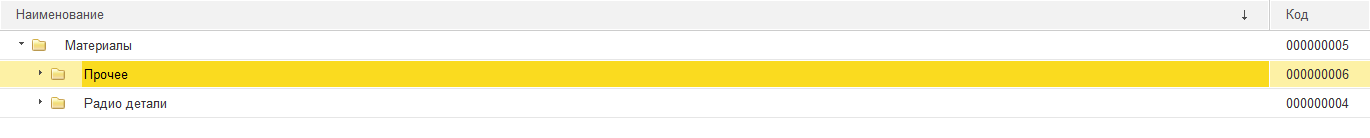 Наименование ↓ Код
Материалы 000000005
Прочее 000000006
Радио детали 000000004